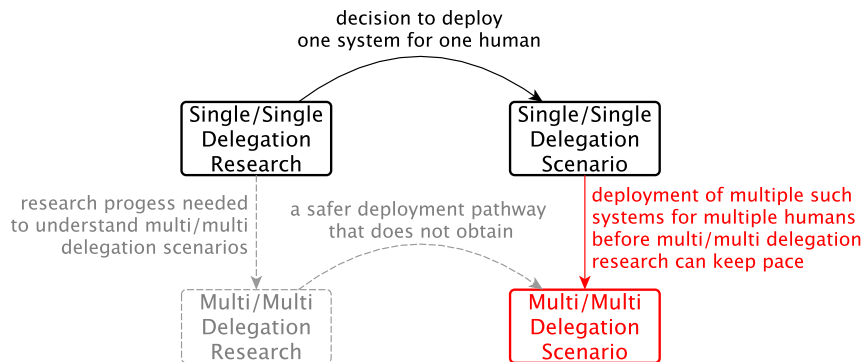 decision to deploy
one system for one human
Single/Single
Delegation
Research
Single/Single
Delegation
Scenario
research progess needed
to understand multi/multi
delegation scenarios
a safer deployment pathway
that does not obtain
deployment of multiple such
systems for multiple humans
before multi/multi delegation
research can keep pace
Multi/Multi
Delegation
Research
Multi/Multi
Delegation
Scenario